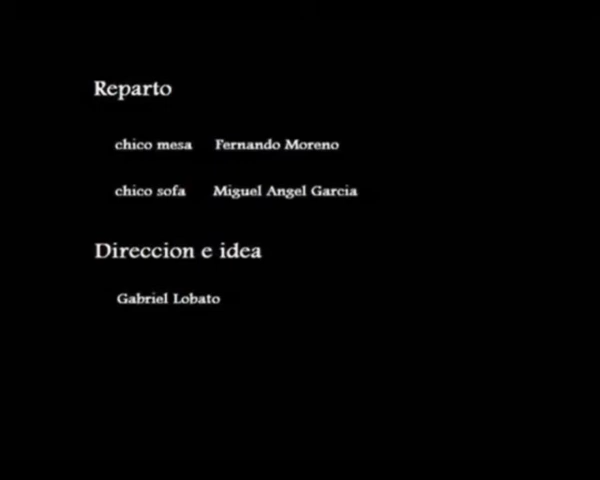 Reparto
chico mesa Fernando Moreno
chico sofa Miguel Angel Garcia
Direccion e idea
Gabriel Lobato